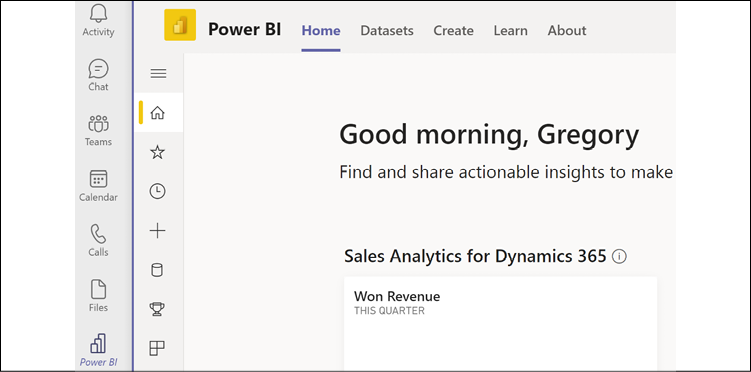 Activity
Chat
Teams
Calendar
Calls
Files
Power BI
Power BI Home Datasets Create Learn About
Good morning, Gregory
Find and share actionable insights to make
Sales Analytics for Dynamics 365
Won Revenue
THIS QUARTER